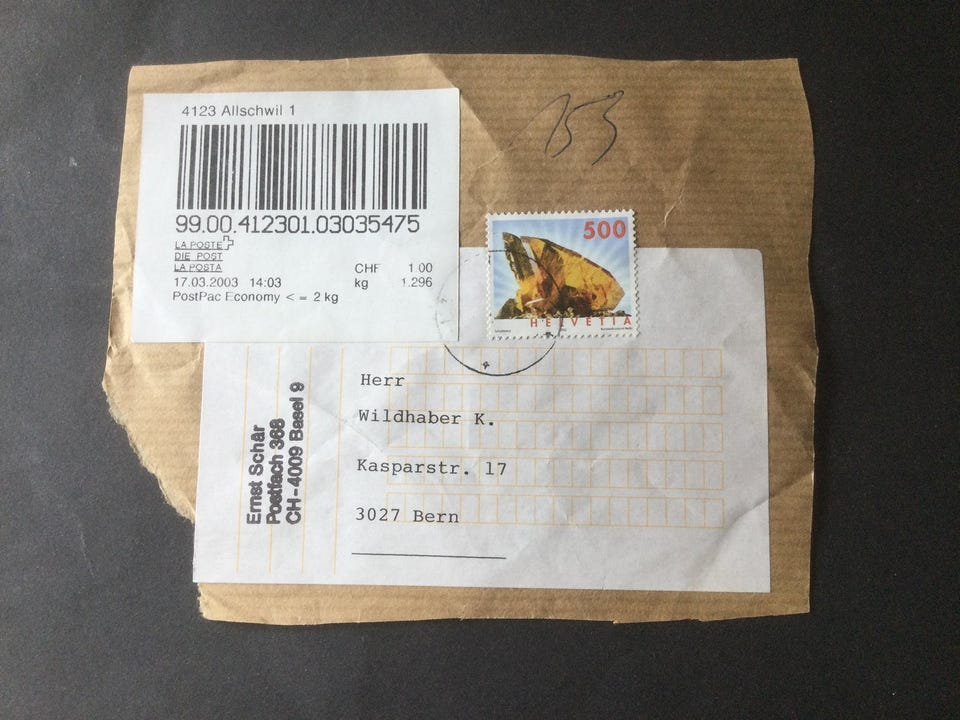 4123 Allschwil 1
99.00.412301.03035475
LA POSTE
DIE POST
LA POSTA
CHF 1.00
17.03.2003 14:03 kg 1.296
PostPac Economy < = 2 kg
153
500
HELVETIA
Herr
Wildhaber K.
Kasparstr. 17
3027 Bern
Ernst Schär
Postfach 368
CH-4009 Basel 9